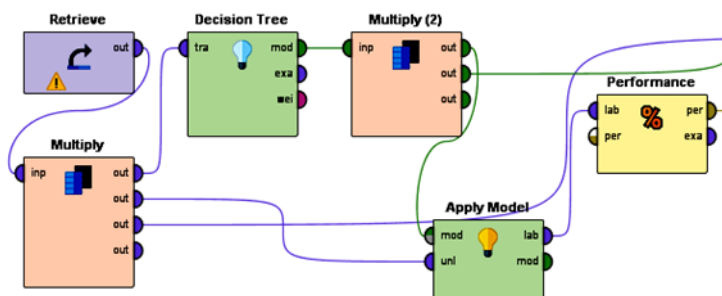 Retrieve
out
Decision Tree
tra
mod
exa
wei
Multiply (2)
inp
out
out
out
Performance
lab
per
%
per
exa
Multiply
inp
out
out
out
out
Apply Model
mod
lab
unl
mod